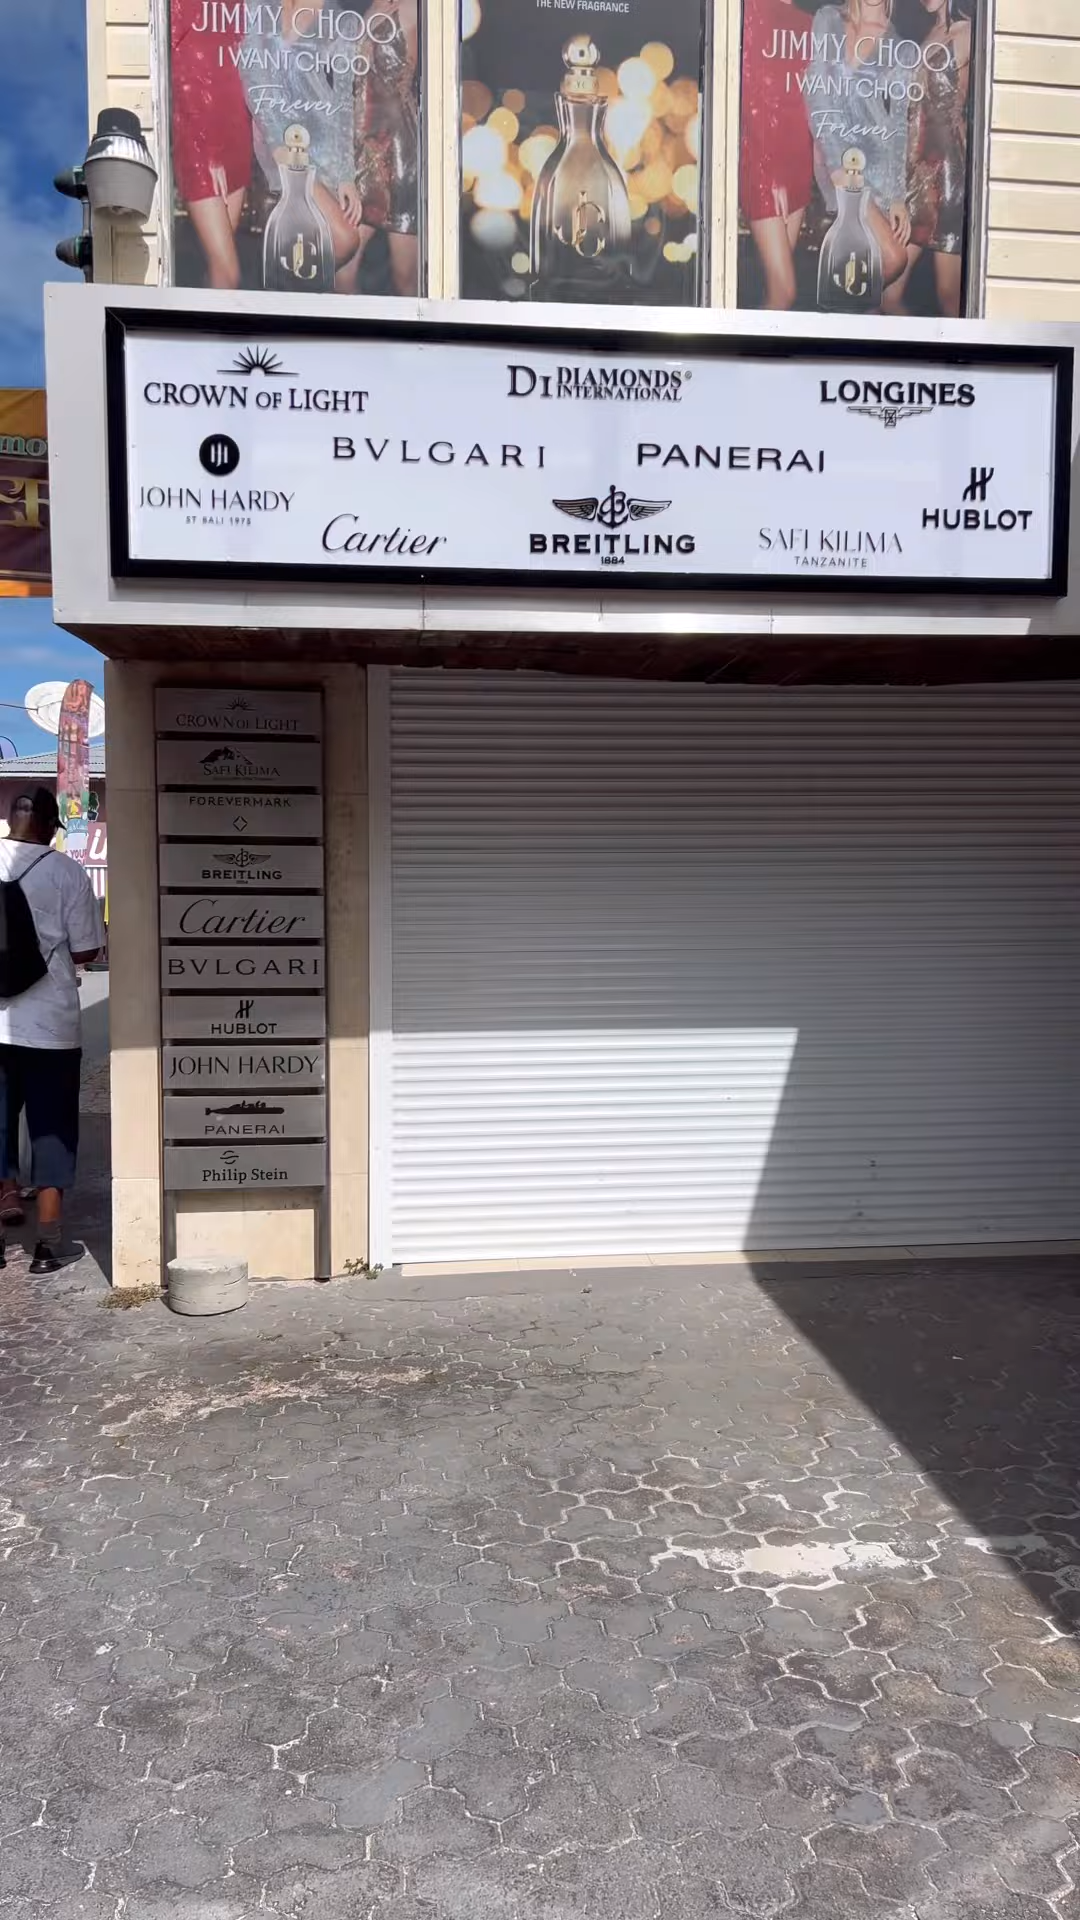 JIMMY CHOO
I WANT CHOO
Forever
THE NEW FRAGRANCE
JIMMY CHOO
I WANT CHOO
Forever
CROWN OF LIGHT
DI DIAMONDS INTERNATIONAL®
LONGINES
BVLGARI
PANERAI
JOHN HARDY
ST BALI 1975
Cartier
BREITLING
1884
SAFI KILIMA
TANZANITE
HUBLOT
CROWN OF LIGHT
SAFI KILIMA
FOREVERMARK
BREITLING
Cartier
BVLGARI
HUBLOT
JOHN HARDY
PANERAI
Philip Stein